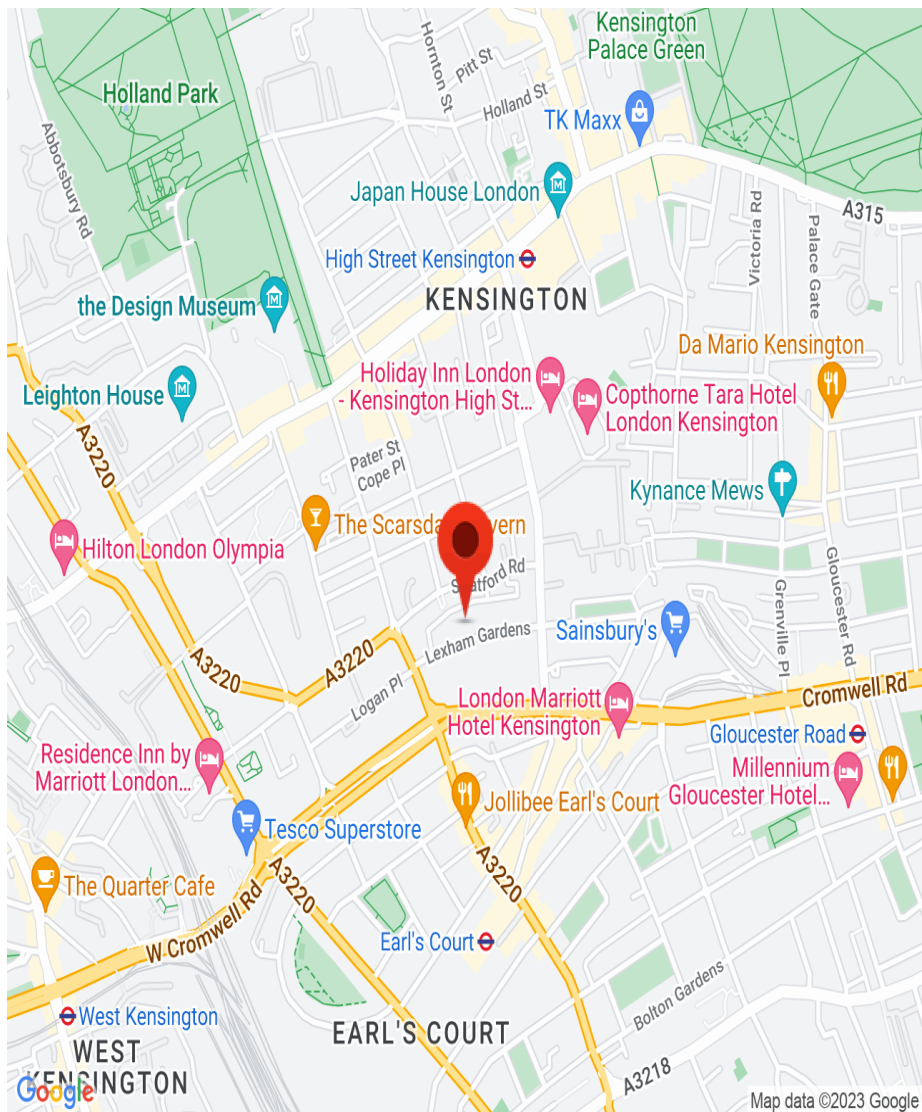 Kensington
Palace Green
Hornton St
Pitt St
Holland Park
Holland St
TK Maxx
Abbotsbury Rd
Japan House London
A315
Victoria Rd
Palace Gate
High Street Kensington
KENSINGTON
the Design Museum
Da Mario Kensington
Holiday Inn London
- Kensington High St...
Leighton House
Copthorne Tara Hotel
London Kensington
A3220
Pater St
Cope Pl
Kynance Mews
The Scarsda
vern
Hilton London Olympia
Rd
Gloucester Rd
Grenville Pl
Lexham Gardens
Sainsbury's
A3220
A3220
Logan Pl
London Marriott
Hotel Kensington
Cromwell Rd
Gloucester Road
Residence Inn by
Marriott London
...
Millennium
Gloucester Hotel
...
Jollibee Earl's Court
Tesco Superstore
A3220
A3220
The Quarter Cafe
W Cromwell Rd
Earl's Court
Bolton Gardens
West Kensington
EARL'S COURT
WEST
KENSINGTON
A3218
Google
Map data ©2023 Google